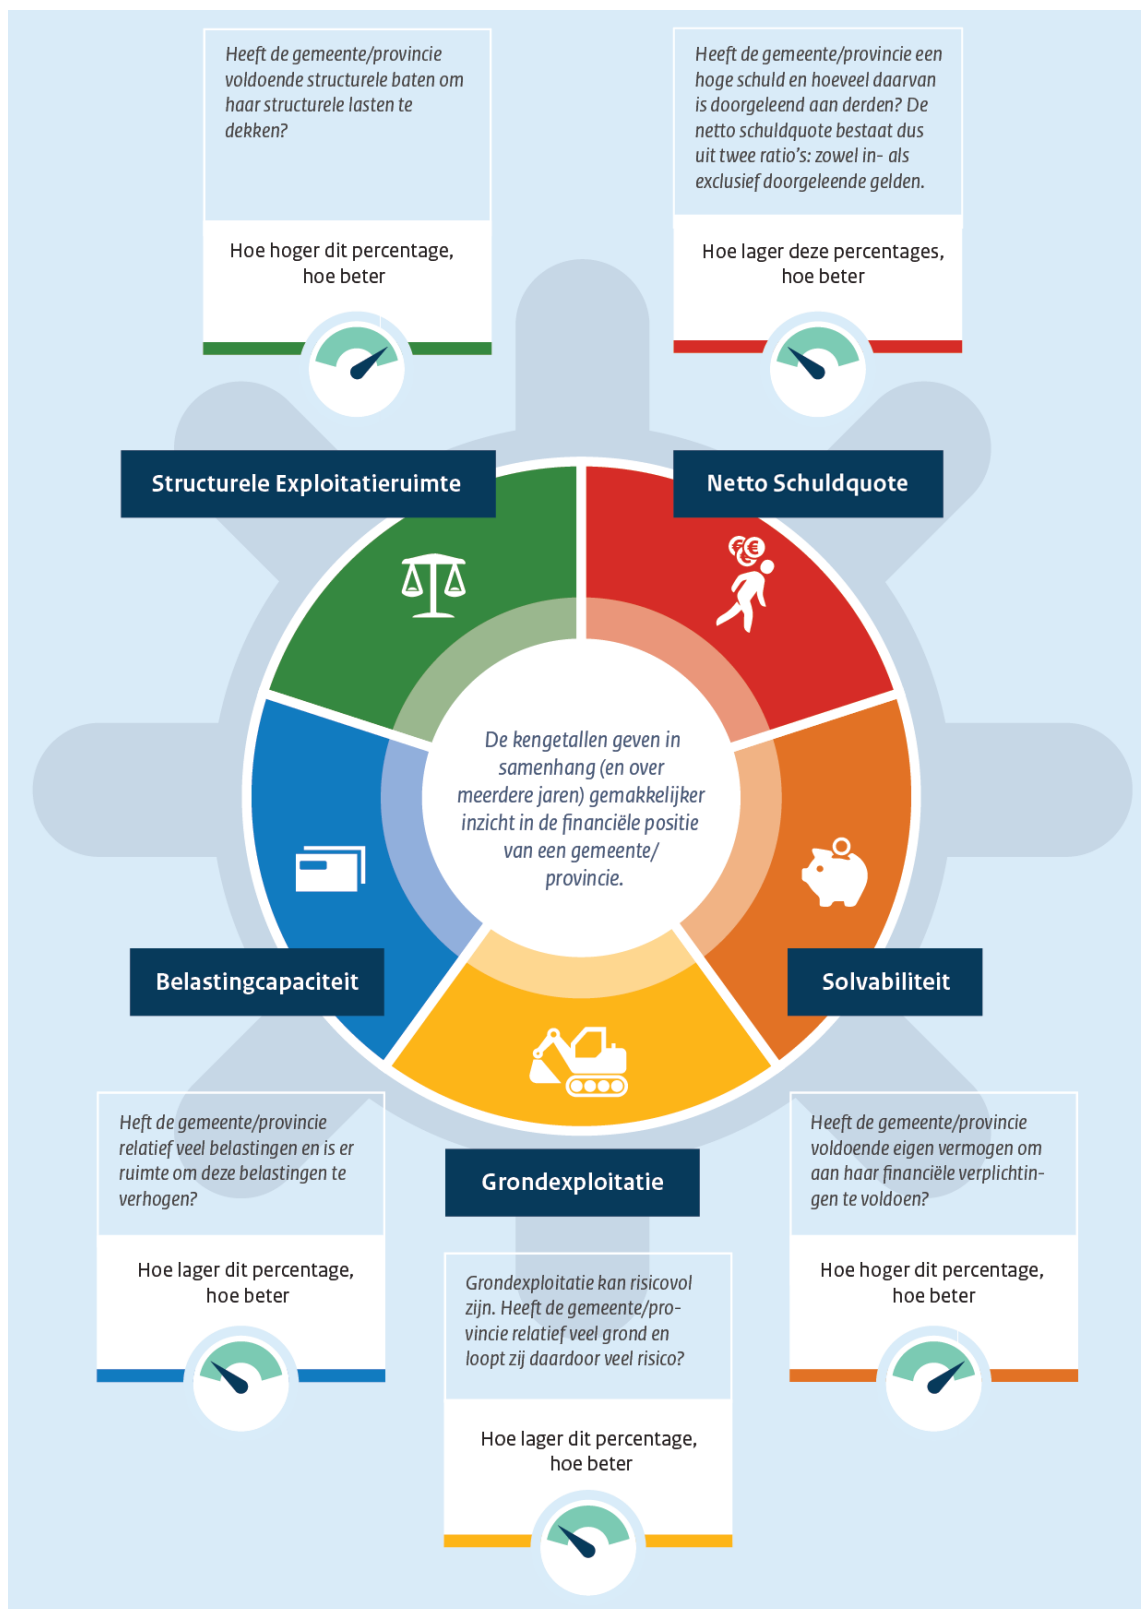 Heeft de gemeente/provincie
voldoende structurele baten om
haar structurele lasten te
dekken?
Hoe hoger dit percentage,
hoe beter
Structurele Exploitatieruimte
Heeft de gemeente/provincie een
hoge schuld en hoeveel daarvan
is doorgeleend aan derden? De
netto schuldquote bestaat dus
uit twee ratio's: zowel in- als
exclusief doorgeleende gelden.
Hoe lager deze percentages,
hoe beter
Netto Schuldquote
€ € €
De kengetallen geven in
samenhang (en over
meerdere jaren) gemakkelijker
inzicht in de financiële positie
van een gemeente/
provincie.
Belastingcapaciteit
Heft de gemeente/provincie
relatief veel belastingen en is er
ruimte om deze belastingen te
verhogen?
Hoe lager dit percentage,
hoe beter
Grondexploitatie
Grondexploitatie kan risicovol
zijn. Heeft de gemeente/pro-
vincie relatief veel grond en
loopt zij daardoor veel risico?
Hoe lager dit percentage,
hoe beter
Solvabiliteit
Heeft de gemeente/provincie
voldoende eigen vermogen om
aan haar financiële verplichtin-
gen te voldoen?
Hoe hoger dit percentage,
hoe beter